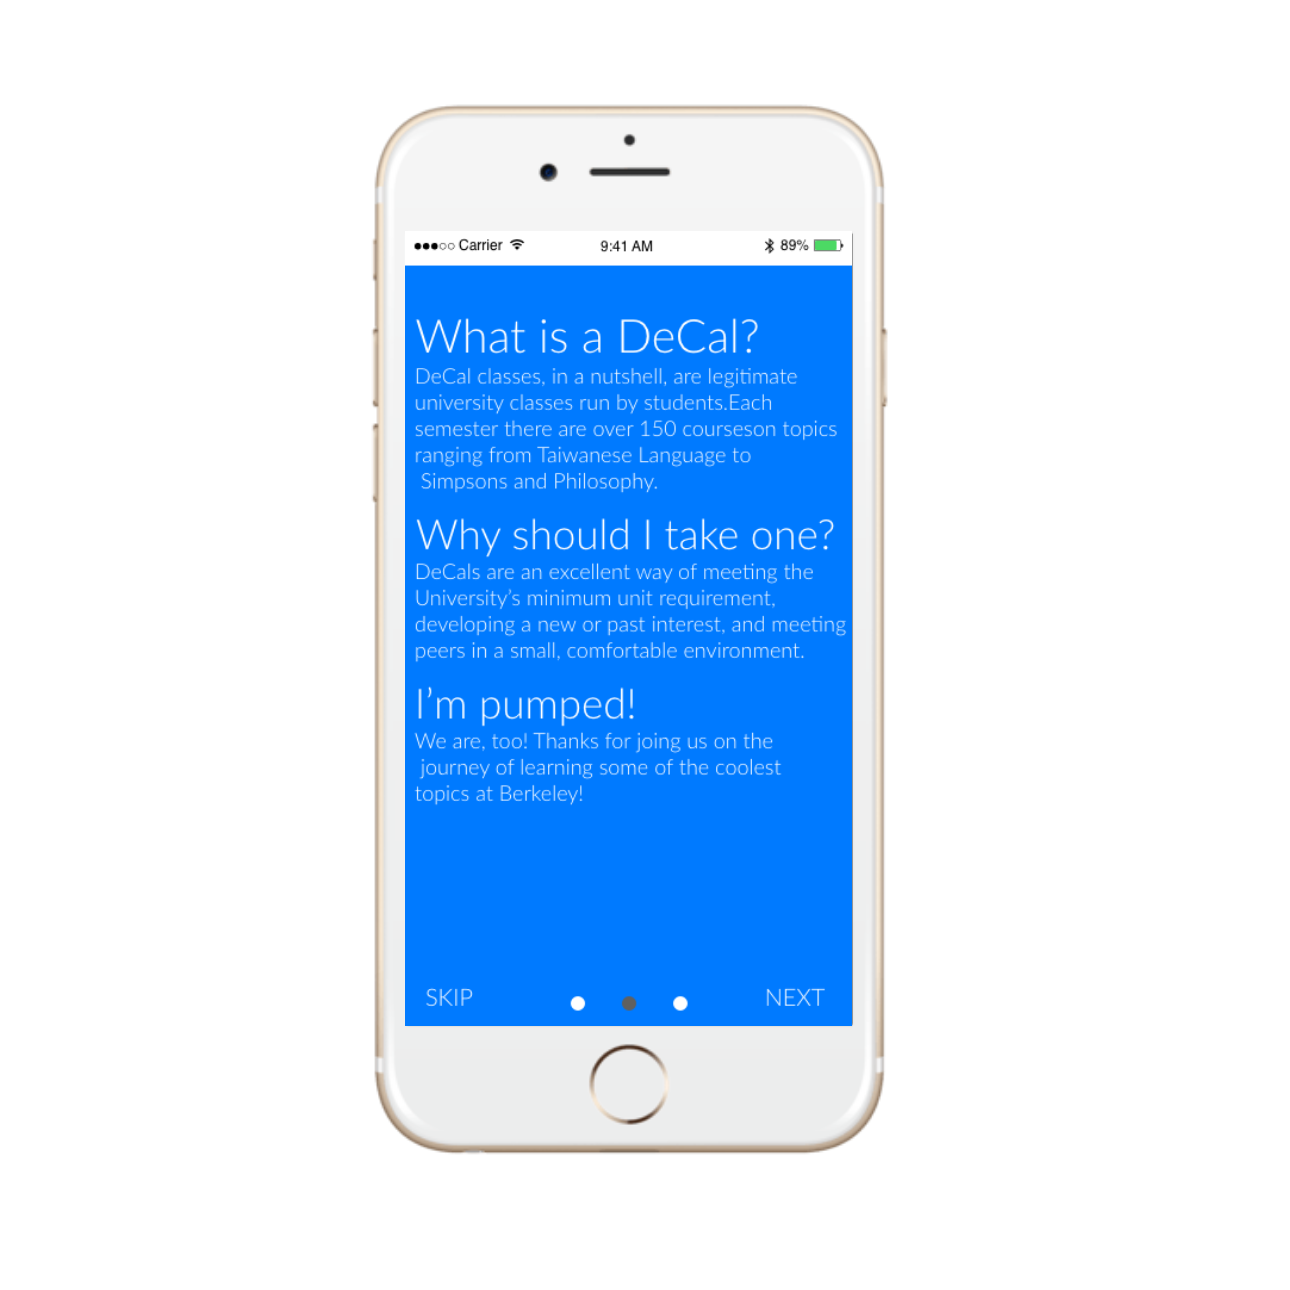 Carrier 9:41 AM 89%
What is a DeCal?
DeCal classes, in a nutshell, are legitimate
university classes run by students.Each
semester there are over 150 courseson topics
ranging from Taiwanese Language to
Simpsons and Philosophy.
Why should I take one?
DeCals are an excellent way of meeting the
University’s minimum unit requirement,
developing a new or past interest, and meeting
peers in a small, comfortable environment.
I’m pumped!
We are, too! Thanks for joing us on the
journey of learning some of the coolest
topics at Berkeley!
SKIP NEXT